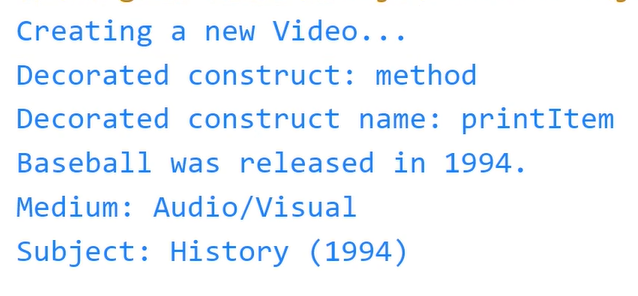 Creating a new Video...
Decorated construct: method
Decorated construct name: printItem
Baseball was released in 1994.
Medium: Audio/Visual
Subject: History (1994)